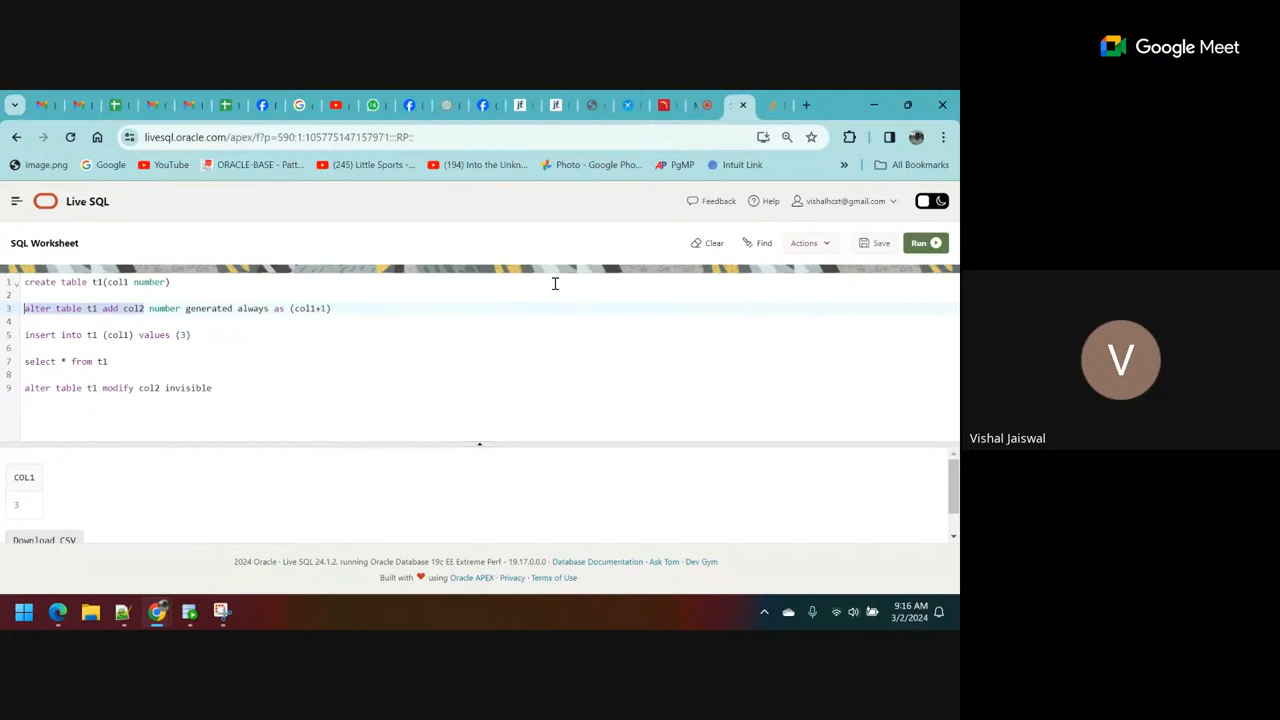 Google Meet
livesql.oracle.com/apex/f?p=590:1:105775147157971:::RP::
image.png Google YouTube ORACLE-BASE - Patt... (245) Little Sports -... (194) Into the Unkn... Photo - Google Pho... PgMP Intuit Link » All Bookmarks
Live SQL Feedback Help vishalhcst@gmail.com
SQL Worksheet Clear Find Actions Save Run
1 create table t1(col1 number)
2
3 alter table t1 add col2 number generated always as (col1+1)
4
5 insert into t1 (col1) values (3)
6
7 select * from t1
8
9 alter table t1 modify col2 invisible
COL1
3
Download CSV
2024 Oracle · Live SQL 24.1.2, running Oracle Database 19c EE Extreme Perf - 19.17.0.0.0 · Database Documentation · Ask Tom · Dev Gym
Built with ❤ using Oracle APEX · Privacy · Terms of Use
9:16 AM
3/2/2024
V
Vishal Jaiswal